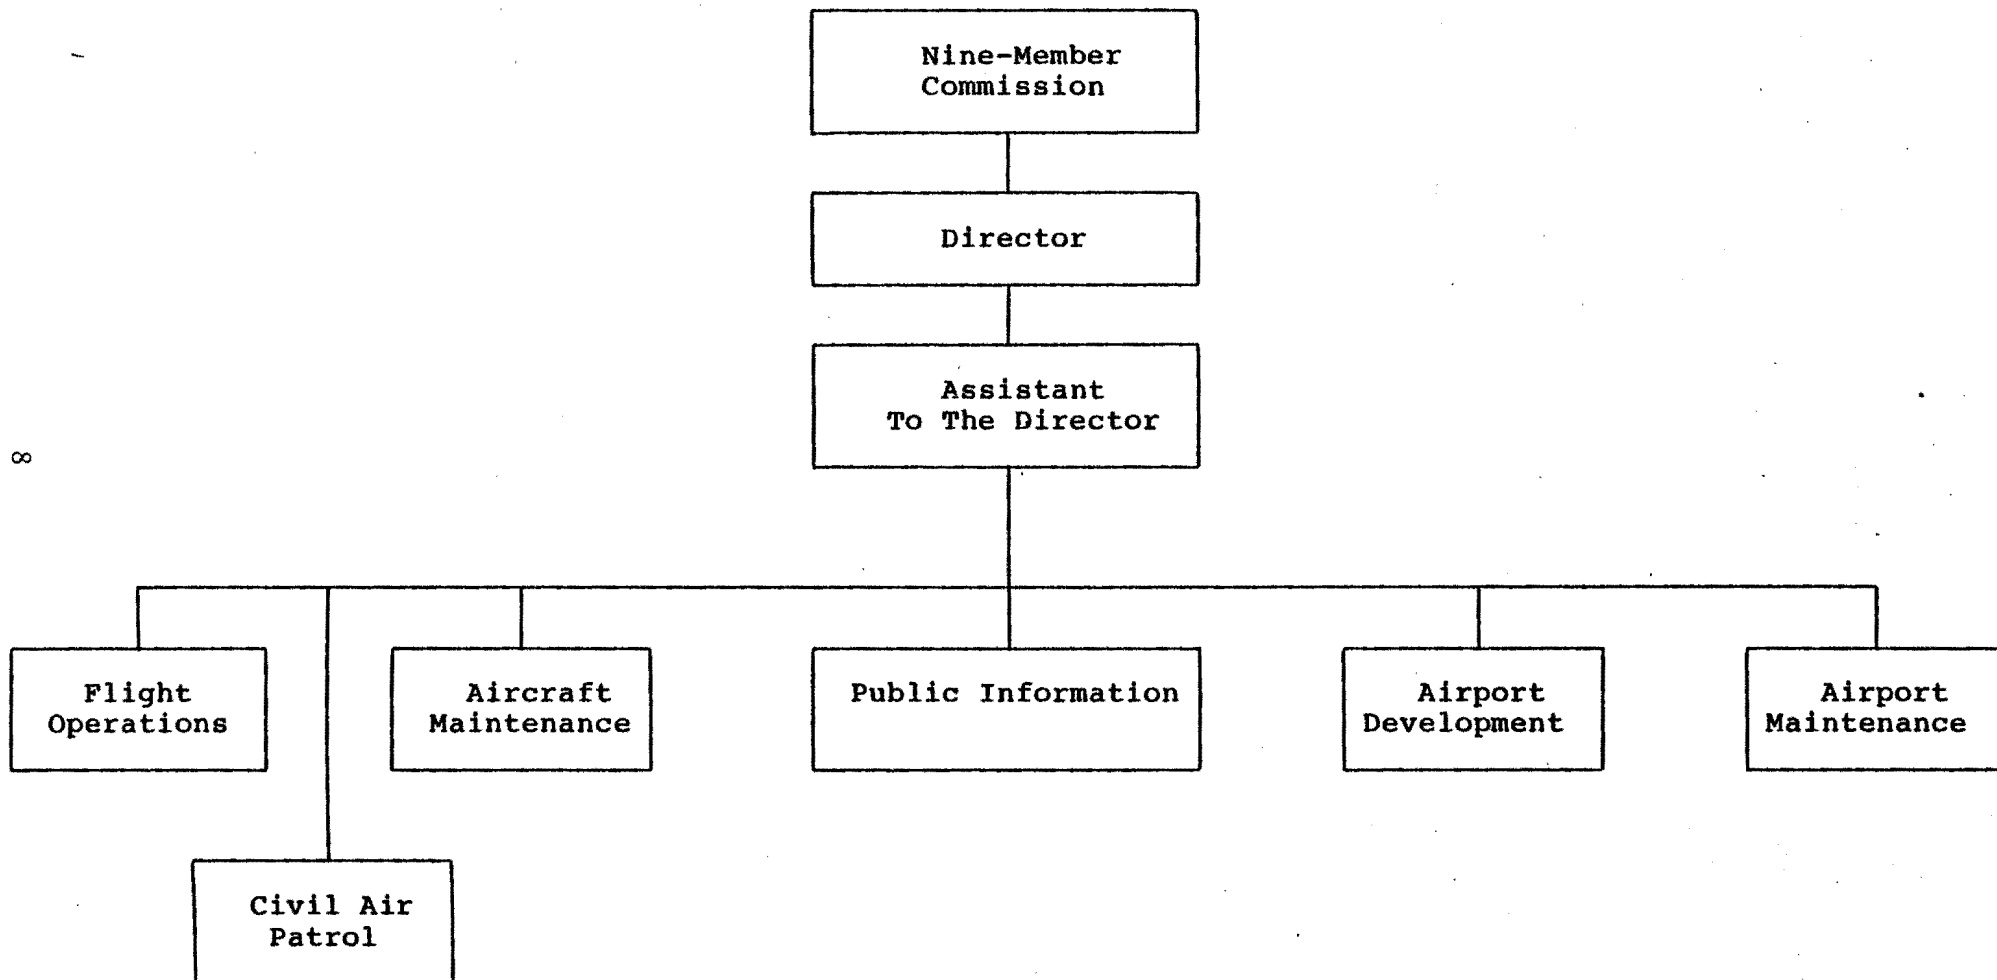 Nine-Member
Commission
Director
Assistant
To The Director
8
Flight
Operations
Aircraft
Maintenance
Public Information
Airport
Development
Airport
Maintenance
Civil Air
Patrol